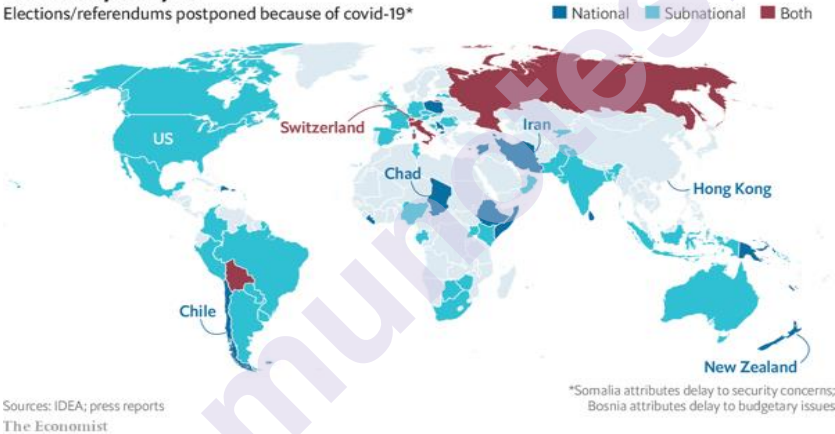 Elections/referendums postponed because of covid-19*
National Subnational Both
US
Switzerland
Iran
Chad
Hong Kong
Chile
New Zealand
*Somalia attributes delay to security concerns;
Bosnia attributes delay to budgetary issues
Sources: IDEA; press reports
The Economist
munotes